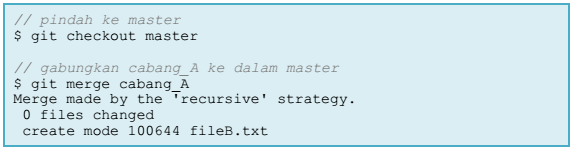 // pindah ke master
$ git checkout master
// gabungkan cabang_A ke dalam master
$ git merge cabang_A
Merge made by the 'recursive' strategy.
0 files changed
create mode 100644 fileB.txt